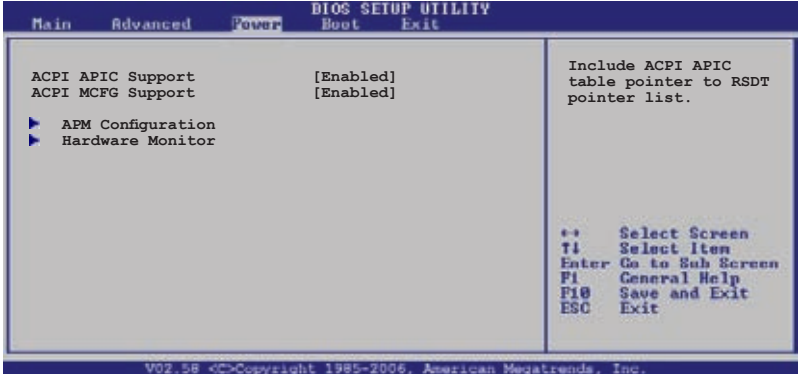 BIOS SETUP UTILITY
Main Advanced Power Boot Exit
ACPI APIC Support [Enabled]
ACPI MCFG Support [Enabled]
APM Configuration
Hardware Monitor
Include ACPI APIC
table pointer to RSDT
pointer list.
↔ Select Screen
↑↓ Select Item
Enter Go to Sub Screen
F1 General Help
F10 Save and Exit
ESC Exit
V02.58 <C>Copyright 1985-2006, American Megatrends, Inc.